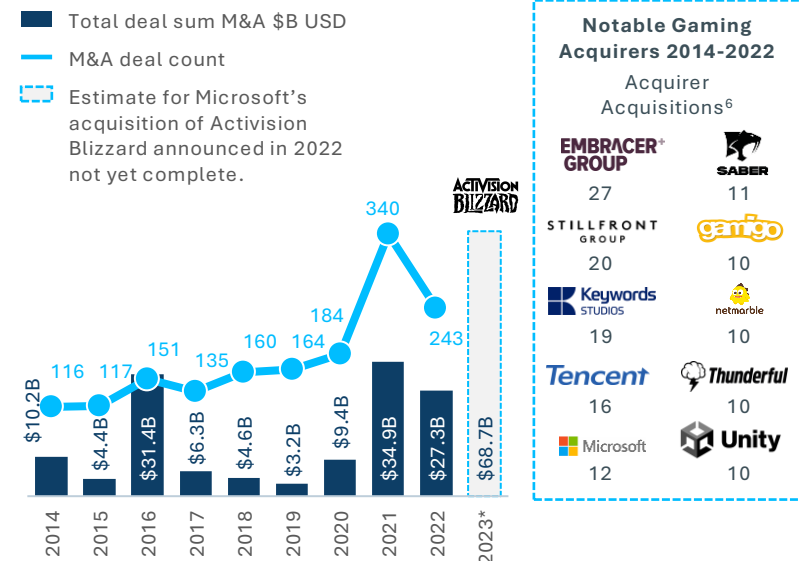 Total deal sum M&A $B USD
M&A deal count
Estimate for Microsoft's
acquisition of Activision
Blizzard announced in 2022
not yet complete.
ACTIVISION
BLIZZARD
340
184
243
116
117
151
135
160
164
$10.2B
$4.4B
$31.4B
$6.3B
$4.6B
$3.2B
$9.4B
$34.9B
$27.3B
$68.7B
2014
2015
2016
2017
2018
2019
2020
2021
2022
2023*
Notable Gaming
Acquirers 2014-2022
Acquirer
Acquisitions⁶
EMBRACER+
GROUP
27
SABER
11
STILLFRONT
GROUP
20
gamigo
10
Keywords
STUDIOS
19
netmarble
10
Tencent
16
Thunderful
10
Microsoft
12
Unity
10